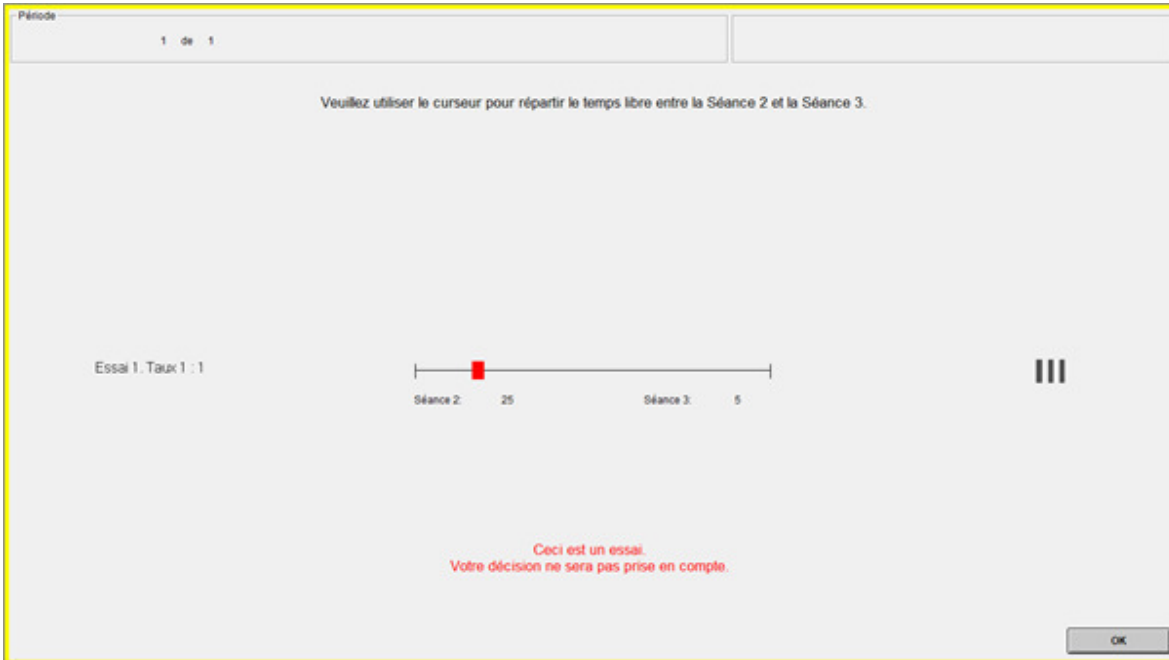 Période
1 de 1
Veuillez utiliser le curseur pour répartir le temps libre entre la Séance 2 et la Séance 3.
Essai 1. Taux 1 : 1
Séance 2: 25 Séance 3: 5
Ceci est un essai.
Votre décision ne sera pas prise en compte.
OK